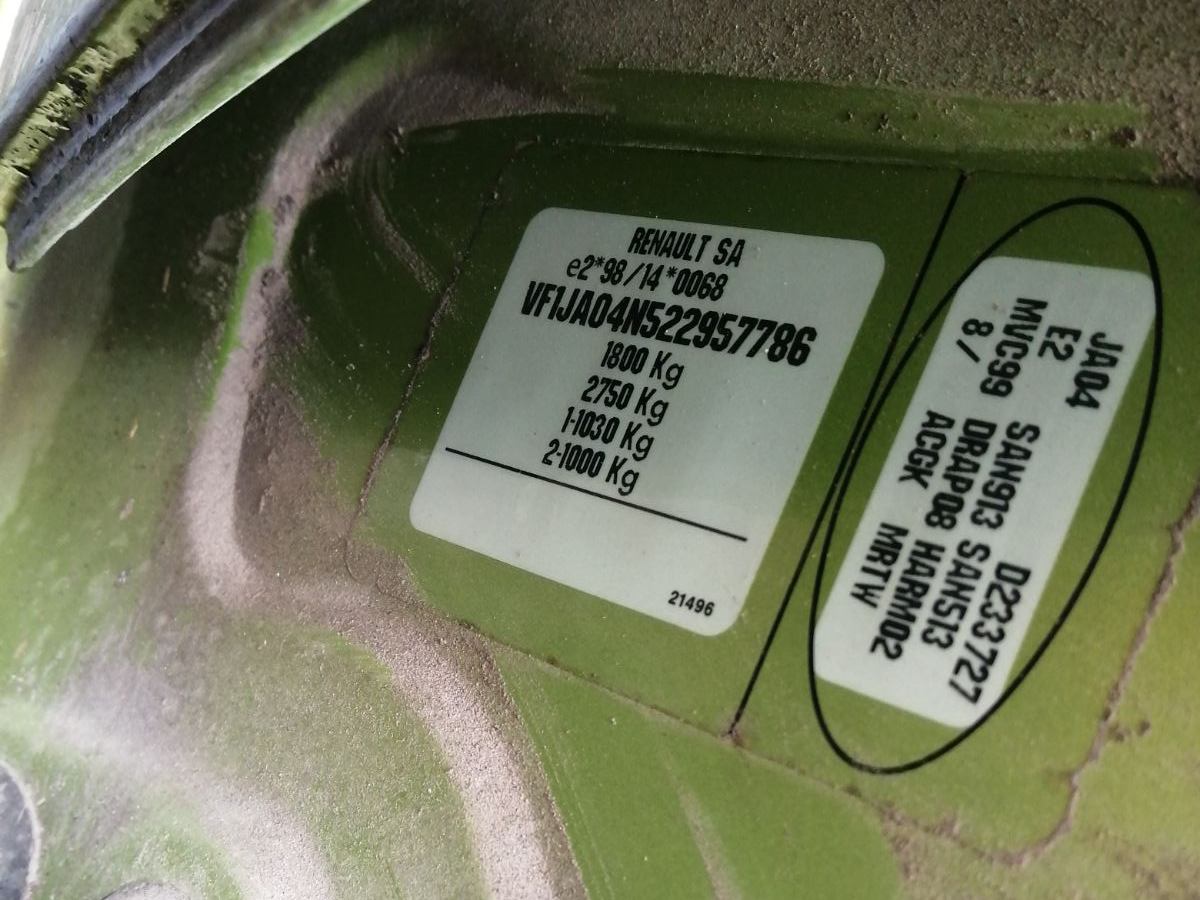 RENAULT SA
e2*98/14*0068
VF1JA04N522957786
1800 Kg
2750 Kg
1-1030 Kg
2-1000 Kg
21496
JA04 D233727
E2 SAN913 SANS13
MVC99 DRAP08 HARM02
8/ ACGK MRTW